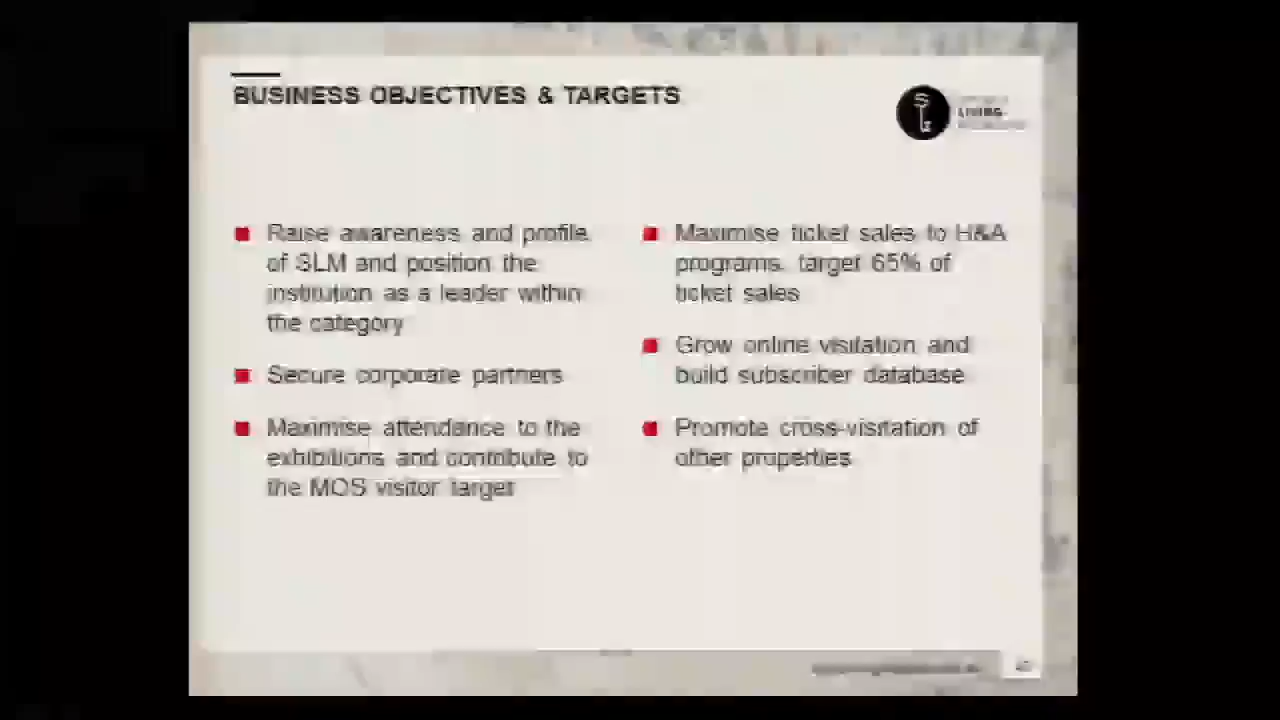 BUSINESS OBJECTIVES & TARGETS
LIVING
Raise awareness and profile
of SLM and position the
institution as a leader within
the category
Secure corporate partners
Maximise attendance to the
exhibitions and contribute to
the MOS visitor target
Maximise ticket sales to H&A
programs, target 65% of
ticket sales
Grow online visitation and
build subscriber database
Promote cross-visitation of
other properties